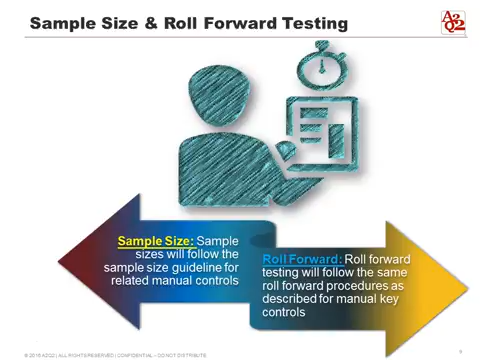 Sample Size & Roll Forward Testing
A2
Q2
Sample Size: Sample
sizes will follow the
sample size guideline for
related manual controls
Roll Forward: Roll forward
testing will follow the same
roll forward procedures as
described for manual key
controls
© 2016 A2Q2 | ALL RIGHTS RESERVED | CONFIDENTIAL – DO NOT DISTRIBUTE